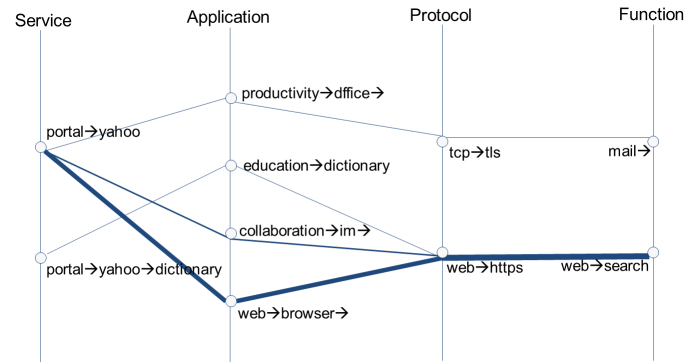 Service
Application
Protocol
Function
productivity→dffice→
portal→yahoo
tcp→tls
mail→
education→dictionary
collaboration→im→
portal→yahoo→dictionary
web→https
web→search
web→browser→